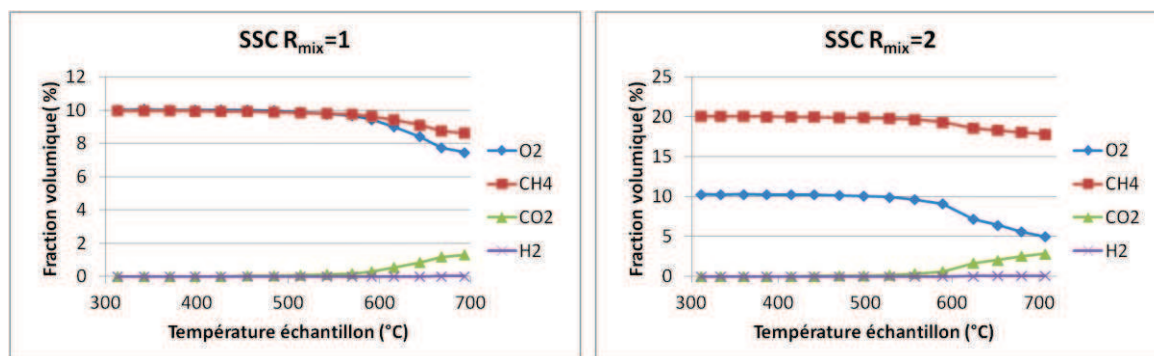 SSC Rmix=1
Fraction volumique( %)
12
10
8
6
4
2
0
300 400 500 600 700
Température échantillon (°C)
O2
CH4
CO2
H2
SSC Rmix=2
Fraction volumique( %)
25
20
15
10
5
0
300 400 500 600 700
Température échantillon (°C)
O2
CH4
CO2
H2